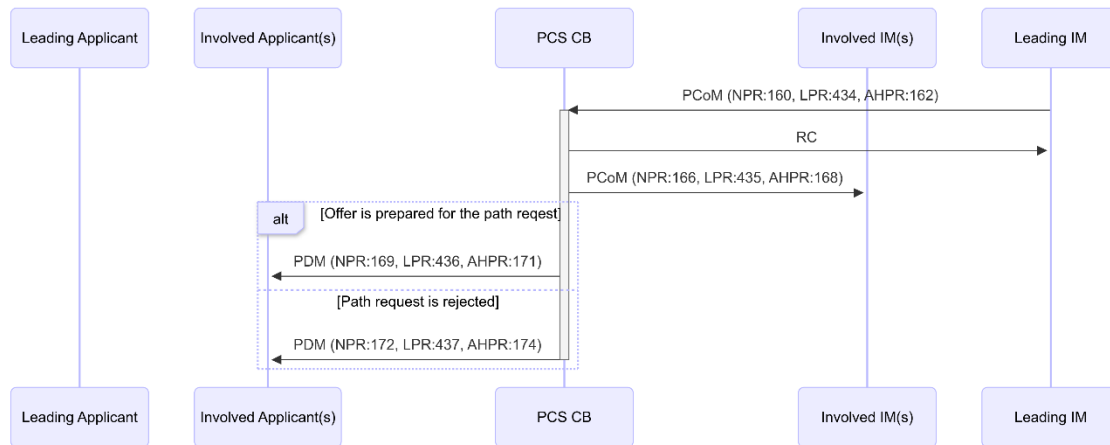 Leading Applicant
Involved Applicant(s)
PCS CB
Involved IM(s)
Leading IM
PCoM (NPR:160, LPR:434, AHPR:162)
RC
PCoM (NPR:166, LPR:435, AHPR:168)
alt
[Offer is prepared for the path reqest]
PDM (NPR:169, LPR:436, AHPR:171)
[Path request is rejected]
PDM (NPR:172, LPR:437, AHPR:174)
Leading Applicant
Involved Applicant(s)
PCS CB
Involved IM(s)
Leading IM